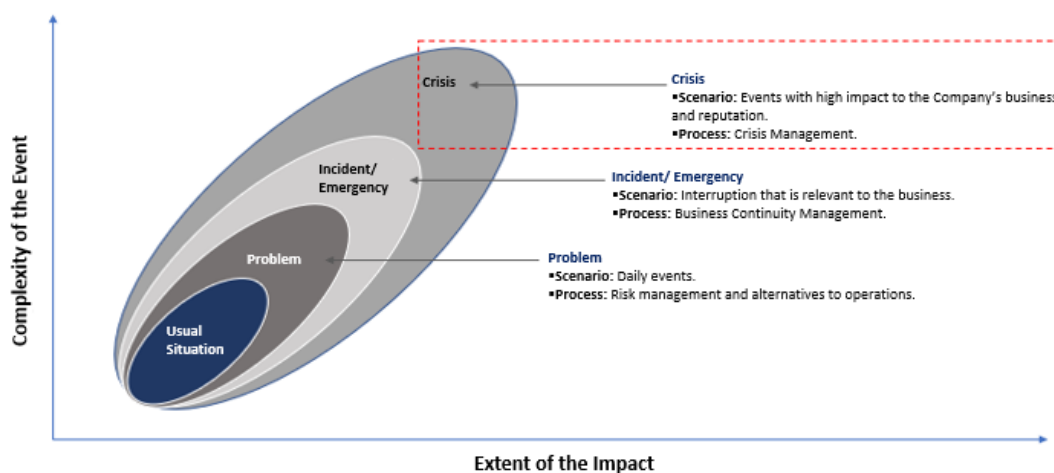 Complexity of the Event
Crisis
Crisis
▪Scenario: Events with high impact to the Company's business
and reputation.
▪Process: Crisis Management.
Incident/
Emergency
Incident/ Emergency
▪Scenario: Interruption that is relevant to the business.
▪Process: Business Continuity Management.
Problem
Problem
▪Scenario: Daily events.
▪Process: Risk management and alternatives to operations.
Usual
Situation
Extent of the Impact